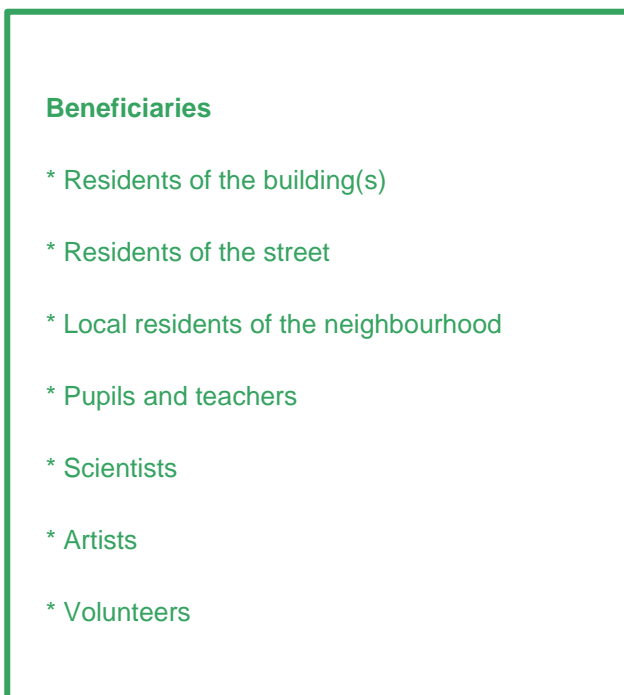 Beneficiaries
* Residents of the building(s)
* Residents of the street
* Local residents of the neighbourhood
* Pupils and teachers
* Scientists
* Artists
* Volunteers